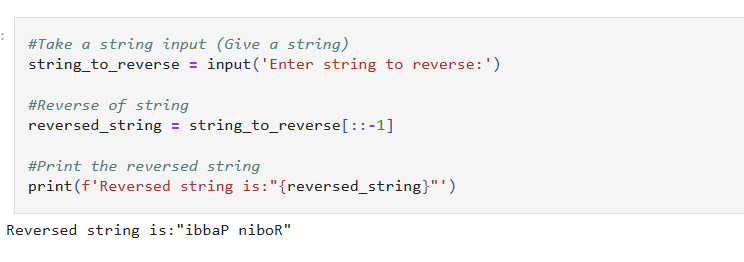 :
#Take a string input (Give a string)
string_to_reverse = input('Enter string to reverse:')
#Reverse of string
reversed_string = string_to_reverse[::-1]
#Print the reversed string
print(f'Reversed string is:"{reversed_string}"')
Reversed string is:"ibbaP niboR"